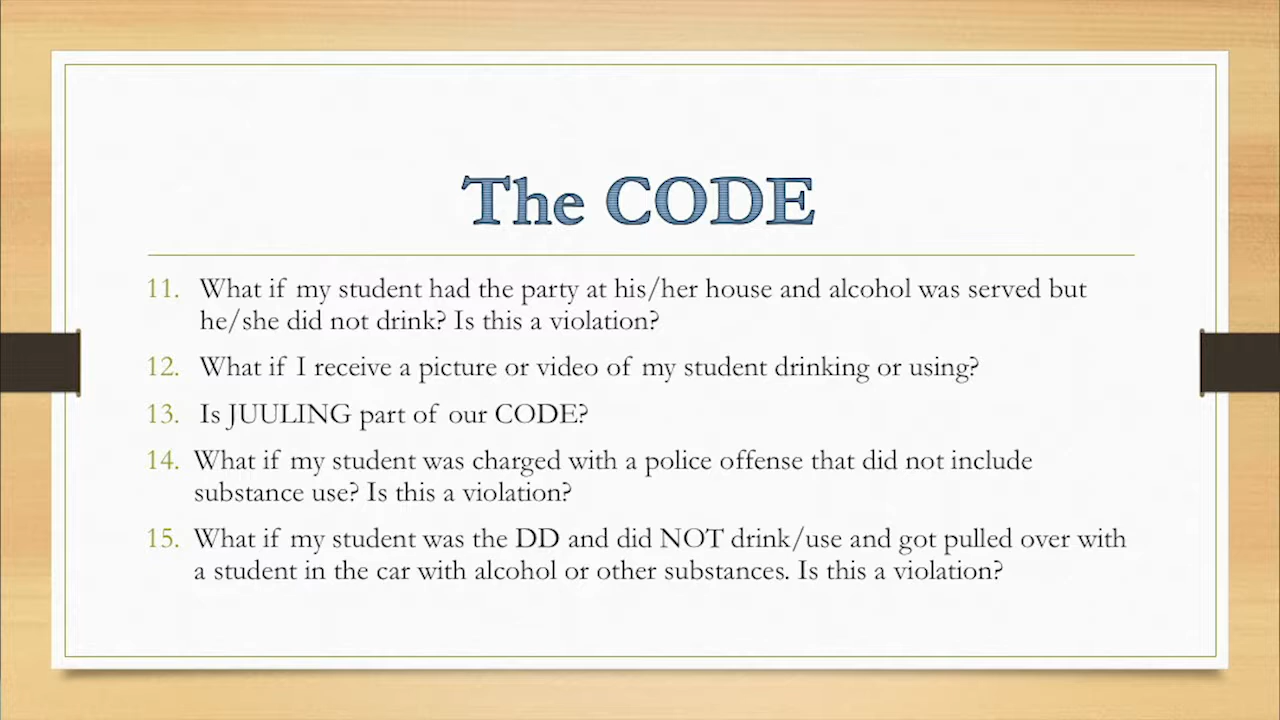 The CODE
11. What if my student had the party at his/her house and alcohol was served but
he/she did not drink? Is this a violation?
12. What if I receive a picture or video of my student drinking or using?
13. Is JUULING part of our CODE?
14. What if my student was charged with a police offense that did not include
substance use? Is this a violation?
15. What if my student was the DD and did NOT drink/use and got pulled over with
a student in the car with alcohol or other substances. Is this a violation?